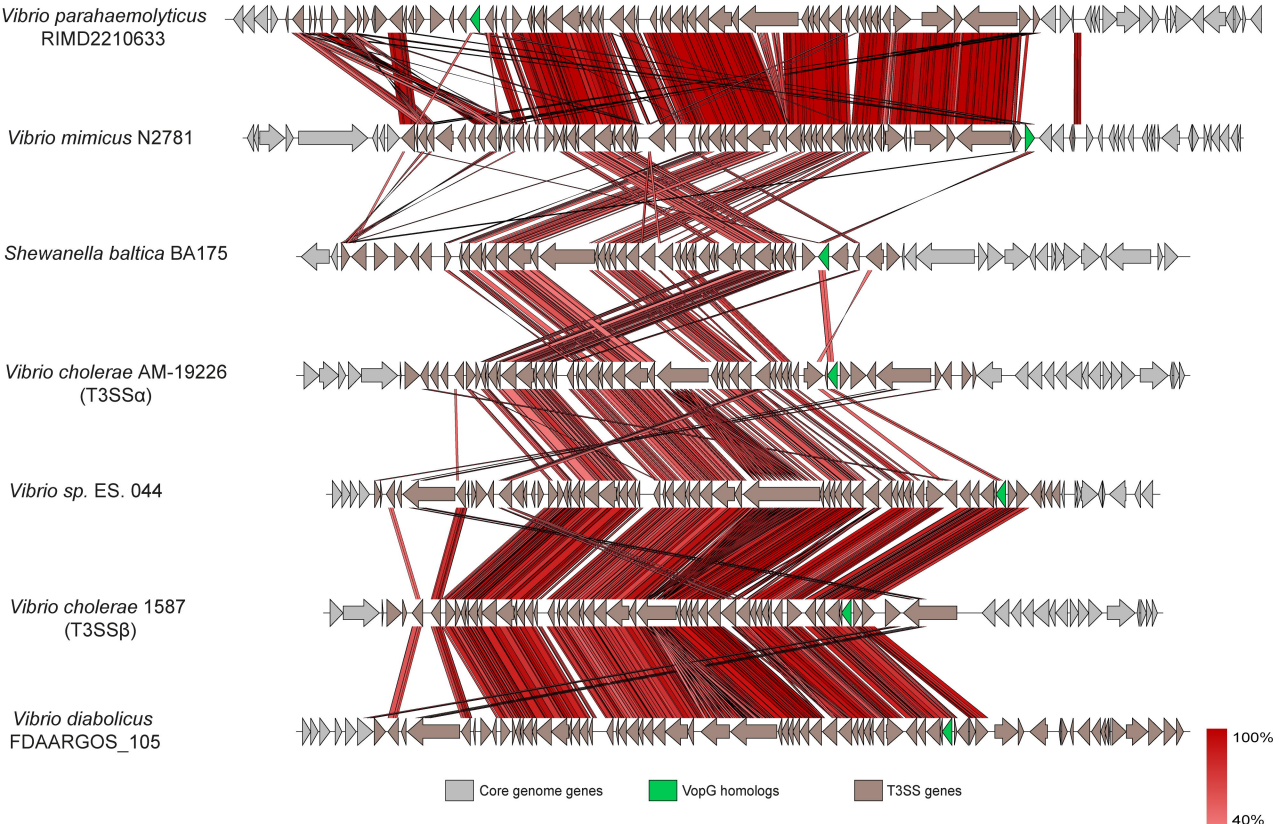 Vibrio parahaemolyticus
RIMD2210633
Vibrio mimicus N2781
Shewanella baltica BA175
Vibrio cholerae AM-19226
(T3SSα)
Vibrio sp. ES. 044
Vibrio cholerae 1587
(T3SSβ)
Vibrio diabolicus
FDAARGOS_105
Core genome genes
VopG homologs
T3SS genes
100%
40%